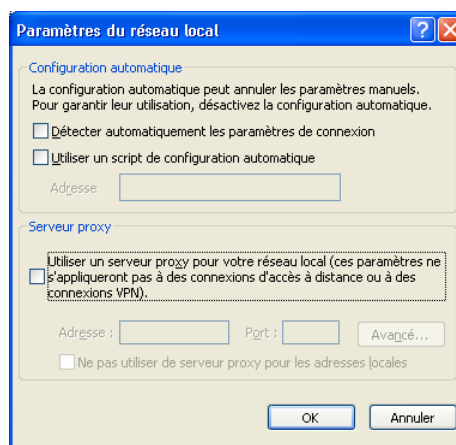 Paramètres du réseau local
Configuration automatique
La configuration automatique peut annuler les paramètres manuels.
Pour garantir leur utilisation, désactivez la configuration automatique.
Détecter automatiquement les paramètres de connexion
Utiliser un script de configuration automatique
Adresse
Serveur proxy
Utiliser un serveur proxy pour votre réseau local (ces paramètres ne
s'appliqueront pas à des connexions d'accès à distance ou à des
connexions VPN).
Adresse : Port : Avancé...
Ne pas utiliser de serveur proxy pour les adresses locales
OK Annuler